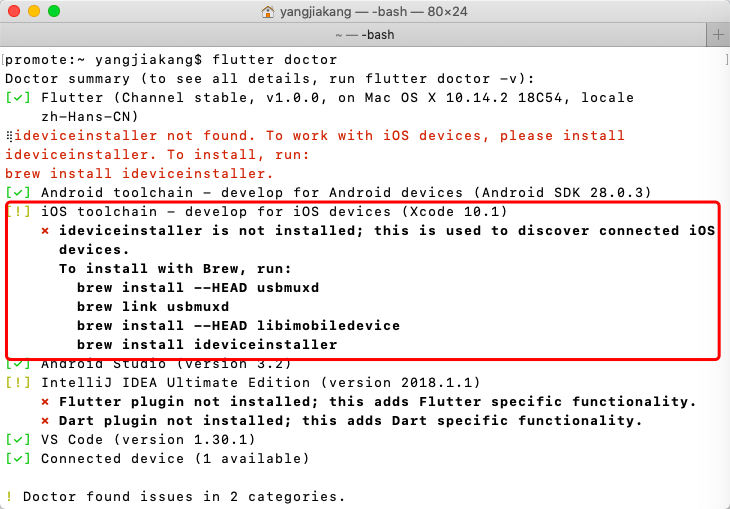 yangjiakang — -bash — 80×24
~ — -bash
promote:~ yangjiakang$ flutter doctor
Doctor summary (to see all details, run flutter doctor -v):
[✓] Flutter (Channel stable, v1.0.0, on Mac OS X 10.14.2 18C54, locale
zh-Hans-CN)
⢿ideviceinstaller not found. To work with iOS devices, please install
ideviceinstaller. To install, run:
brew install ideviceinstaller.
[✓] Android toolchain - develop for Android devices (Android SDK 28.0.3)
[!] iOS toolchain - develop for iOS devices (Xcode 10.1)
✗ ideviceinstaller is not installed; this is used to discover connected iOS
devices.
To install with Brew, run:
brew install --HEAD usbmuxd
brew link usbmuxd
brew install --HEAD libimobiledevice
brew install ideviceinstaller
[✓] Android Studio (version 3.2)
[!] IntelliJ IDEA Ultimate Edition (version 2018.1.1)
✗ Flutter plugin not installed; this adds Flutter specific functionality.
✗ Dart plugin not installed; this adds Dart specific functionality.
[✓] VS Code (version 1.30.1)
[✓] Connected device (1 available)
! Doctor found issues in 2 categories.